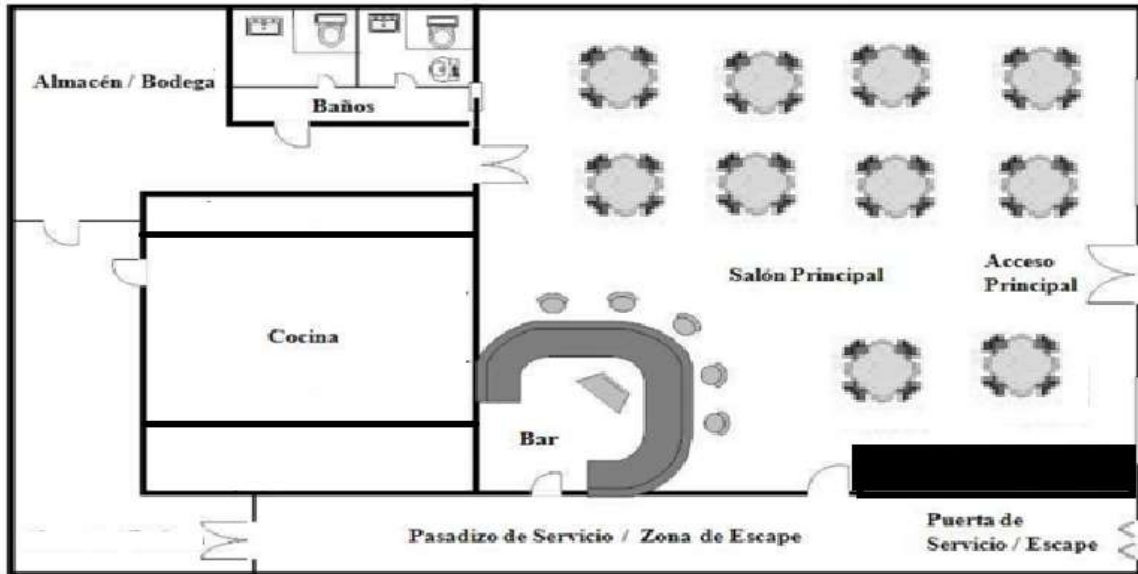 Almacén / Bodega
Baños
Salón Principal
Acceso
Principal
Cocina
Bar
Pasadizo de Servicio / Zona de Escape
Puerta de
Servicio / Escape